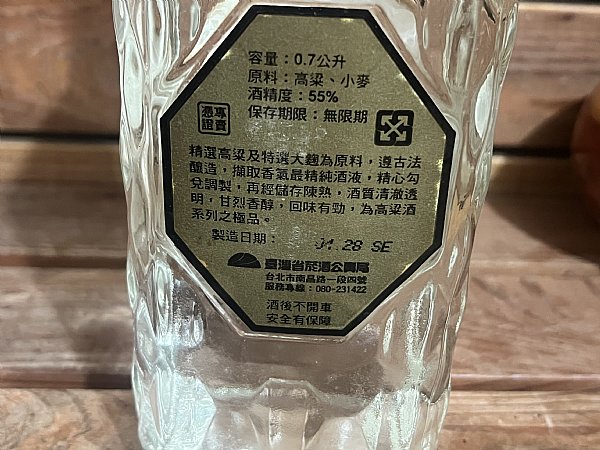 容量：0.7公升
原料：高粱、小麥
酒精度：55%
保存期限：無限期
專賣
憑證
精選高粱及特選大麯為原料，遵古法
釀造，擷取香氣最精純酒液，精心勾
兌調製，再經儲存陳熟，酒質清澈透
明，甘烈香醇，回味有勁，為高粱酒
系列之極品。
製造日期：
.28 SE
臺灣省菸酒公賣局
台北市南昌路一段四號
服務專線：080-231422
酒後不開車
安全有保障